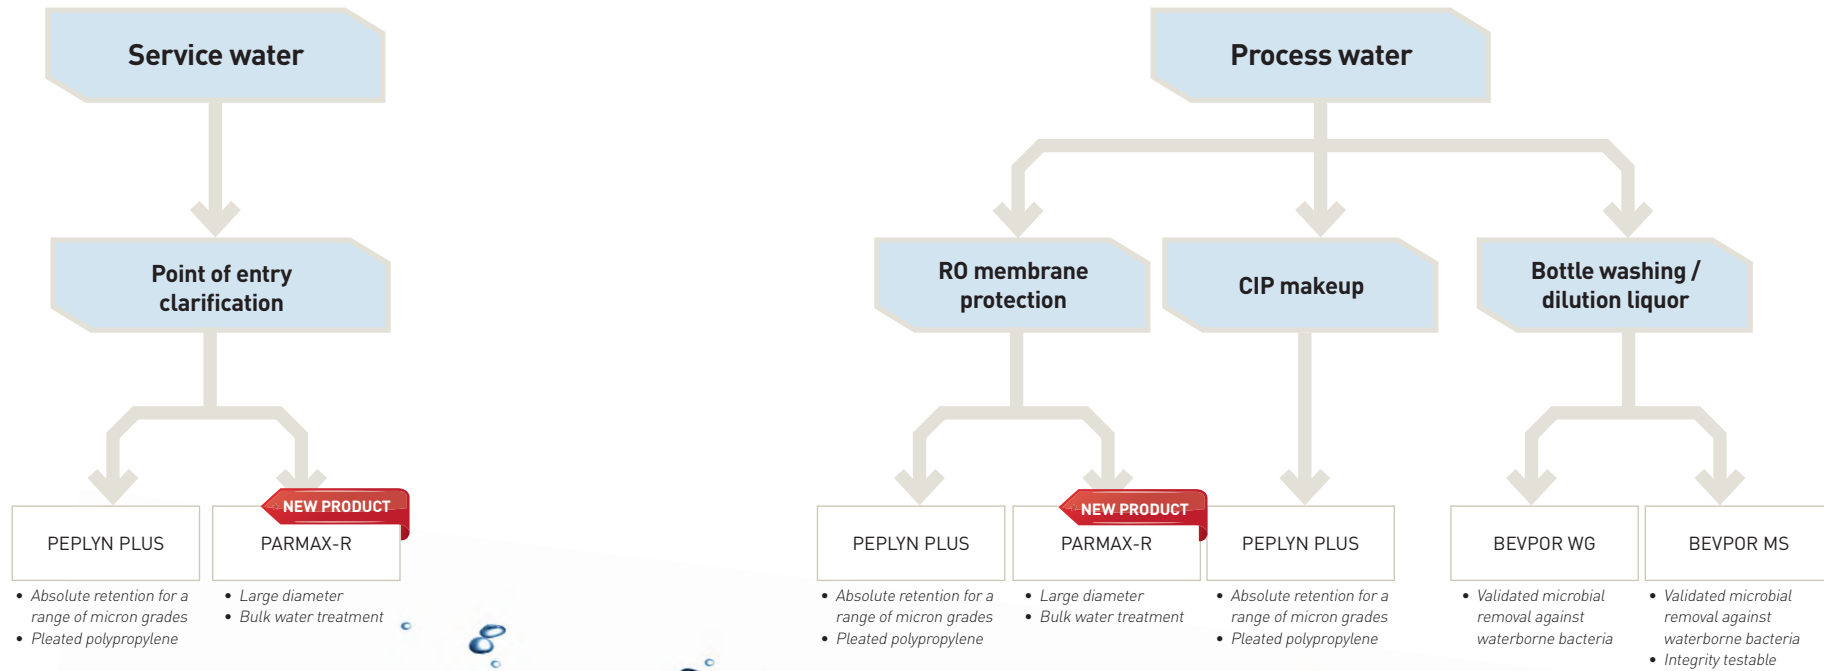 Service water
Process water
Point of entry
clarification
RO membrane
protection
CIP makeup
Bottle washing /
dilution liquor
PEPLYN PLUS
• Absolute retention for a
range of micron grades
• Pleated polypropylene
NEW PRODUCT
PARMAX-R
• Large diameter
• Bulk water treatment
PEPLYN PLUS
• Absolute retention for a
range of micron grades
• Pleated polypropylene
NEW PRODUCT
PARMAX-R
• Large diameter
• Bulk water treatment
PEPLYN PLUS
• Absolute retention for a
range of micron grades
• Pleated polypropylene
BEVPOR WG
• Validated microbial
removal against
waterborne bacteria
BEVPOR MS
• Validated microbial
removal against
waterborne bacteria
• Integrity testable